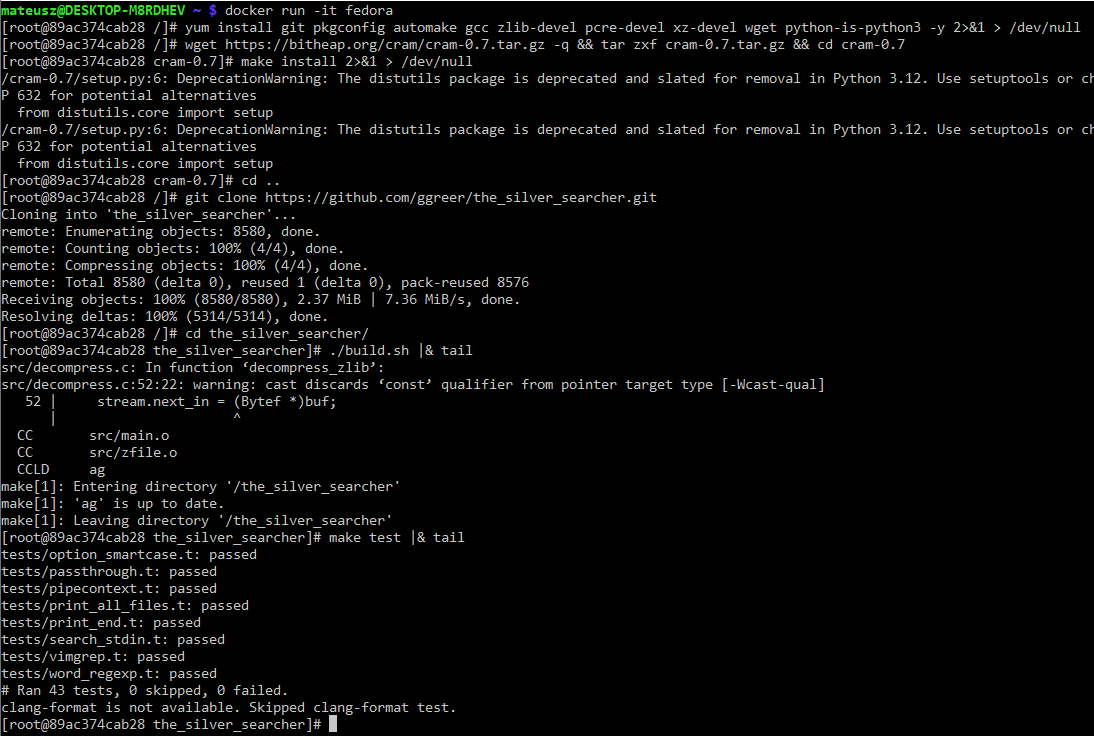 mateusz@DESKTOP-M8RDHEV ~ $ docker run -it fedora
[root@89ac374cab28 /]# yum install git pkgconfig automake gcc zlib-devel pcre-devel xz-devel wget python-is-python3 -y 2>&1 > /dev/null
[root@89ac374cab28 /]# wget https://bitheap.org/cram/cram-0.7.tar.gz -q && tar zxf cram-0.7.tar.gz && cd cram-0.7
[root@89ac374cab28 cram-0.7]# make install 2>&1 > /dev/null
/cram-0.7/setup.py:6: DeprecationWarning: The distutils package is deprecated and slated for removal in Python 3.12. Use setuptools or ch
P 632 for potential alternatives
  from distutils.core import setup
/cram-0.7/setup.py:6: DeprecationWarning: The distutils package is deprecated and slated for removal in Python 3.12. Use setuptools or ch
P 632 for potential alternatives
  from distutils.core import setup
[root@89ac374cab28 cram-0.7]# cd ..
[root@89ac374cab28 /]# git clone https://github.com/ggreer/the_silver_searcher.git
Cloning into 'the_silver_searcher'...
remote: Enumerating objects: 8580, done.
remote: Counting objects: 100% (4/4), done.
remote: Compressing objects: 100% (4/4), done.
remote: Total 8580 (delta 0), reused 1 (delta 0), pack-reused 8576
Receiving objects: 100% (8580/8580), 2.37 MiB | 7.36 MiB/s, done.
Resolving deltas: 100% (5314/5314), done.
[root@89ac374cab28 /]# cd the_silver_searcher/
[root@89ac374cab28 the_silver_searcher]# ./build.sh |& tail
src/decompress.c: In function ‘decompress_zlib’:
src/decompress.c:52:22: warning: cast discards ‘const’ qualifier from pointer target type [-Wcast-qual]
   52 |     stream.next_in = (Bytef *)buf;
      |                      ^
  CC       src/main.o
  CC       src/zfile.o
  CCLD     ag
make[1]: Entering directory '/the_silver_searcher'
make[1]: 'ag' is up to date.
make[1]: Leaving directory '/the_silver_searcher'
[root@89ac374cab28 the_silver_searcher]# make test |& tail
tests/option_smartcase.t: passed
tests/passthrough.t: passed
tests/pipecontext.t: passed
tests/print_all_files.t: passed
tests/print_end.t: passed
tests/search_stdin.t: passed
tests/vimgrep.t: passed
tests/word_regexp.t: passed
# Ran 43 tests, 0 skipped, 0 failed.
clang-format is not available. Skipped clang-format test.
[root@89ac374cab28 the_silver_searcher]#